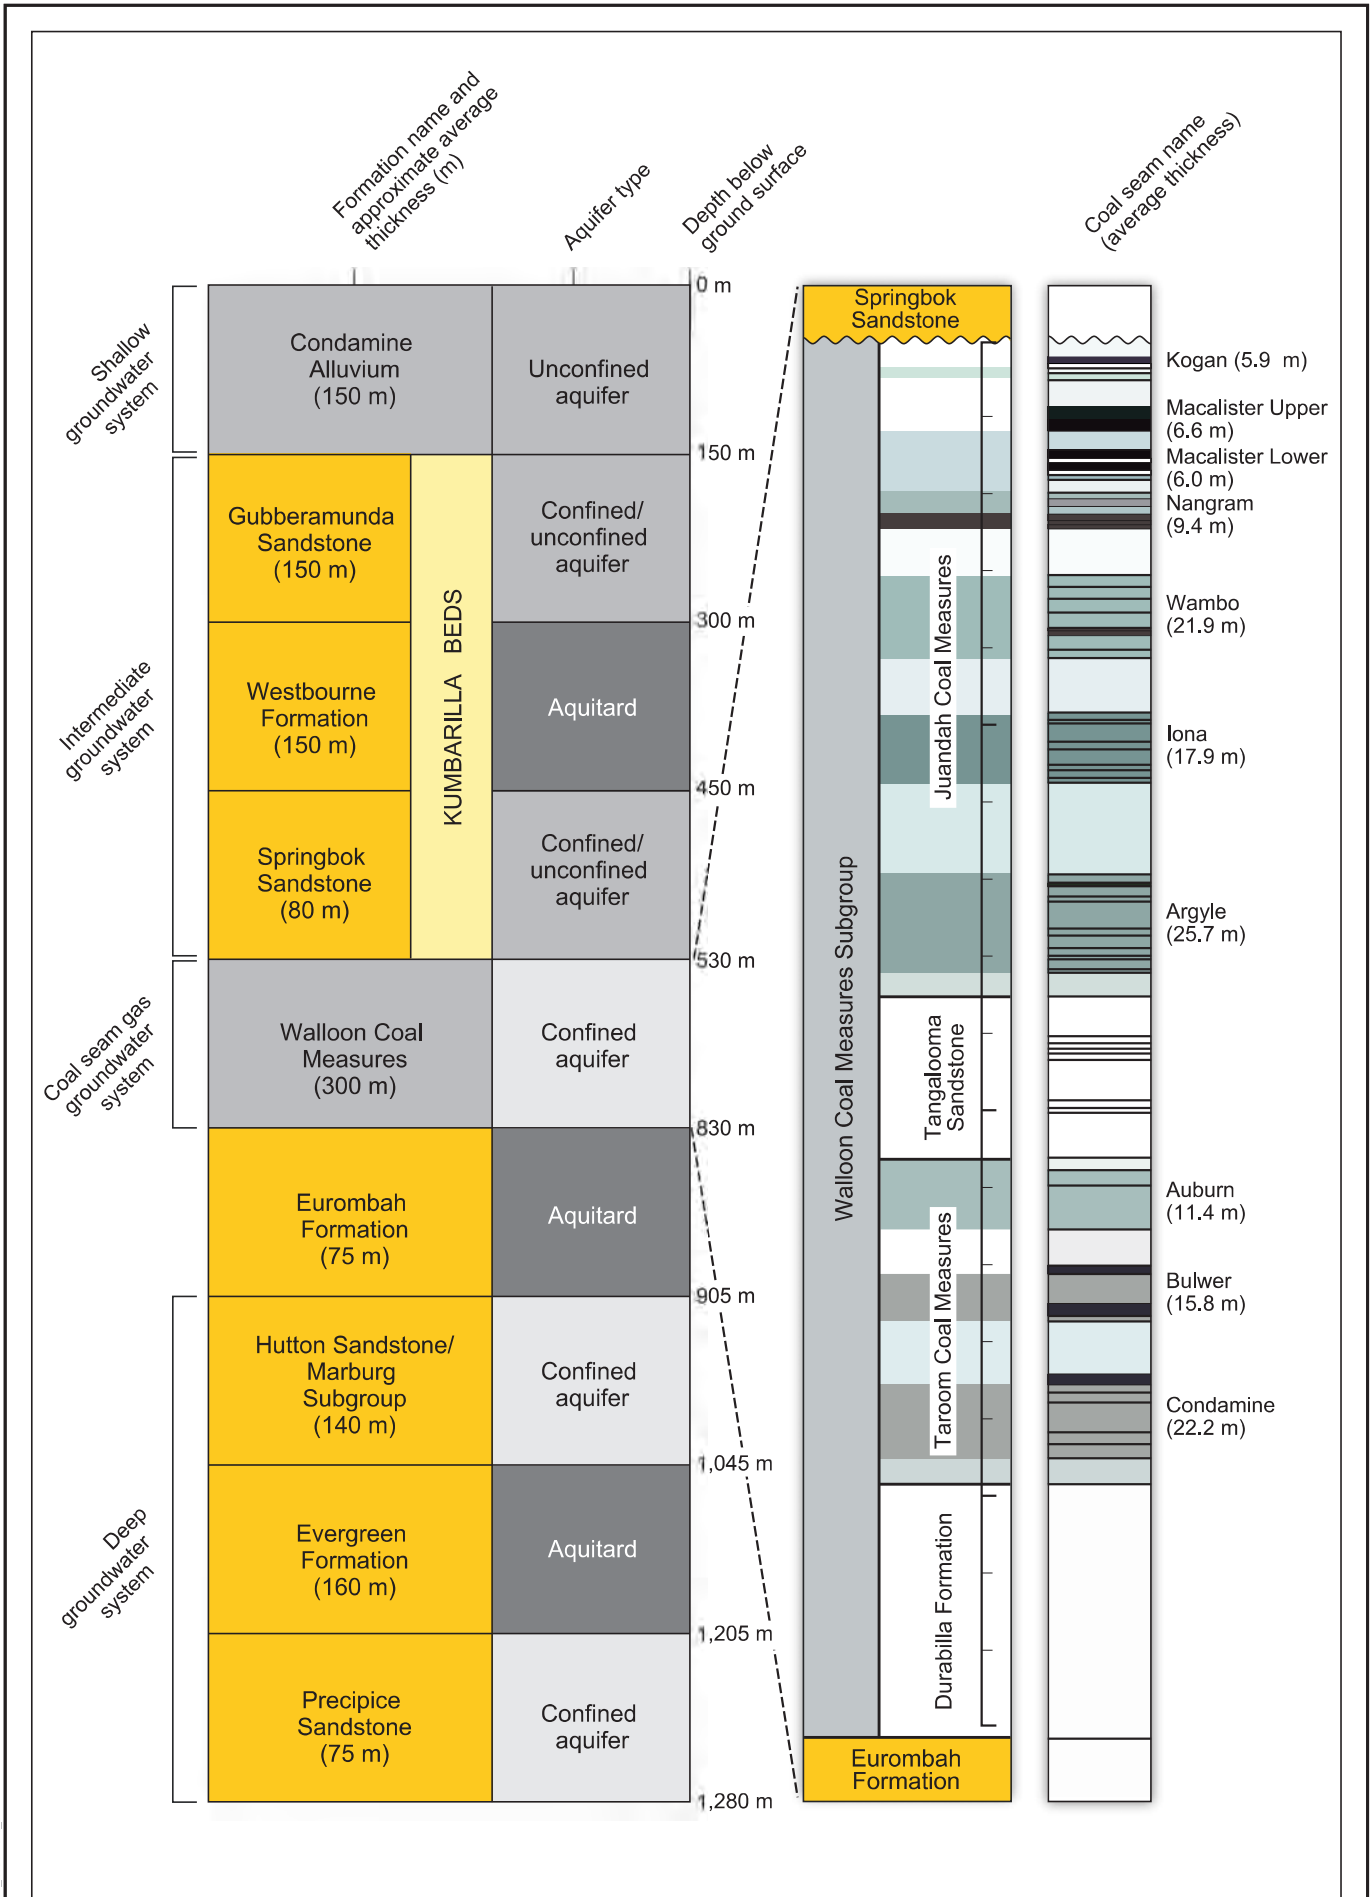 Formation name and
approximate average
thickness (m)
Aquifer type
Depth below
ground surface
Coal seam name
(average thickness)
Shallow
groundwater
system
Intermediate
groundwater
system
Coal seam gas
groundwater
system
Deep
groundwater
system
Condamine
Alluvium
(150 m)
Gubberamunda
Sandstone
(150 m)
Westbourne
Formation
(150 m)
Springbok
Sandstone
(80 m)
KUMBARILLA BEDS
Walloon Coal
Measures
(300 m)
Eurombah
Formation
(75 m)
Hutton Sandstone/
Marburg
Subgroup
(140 m)
Evergreen
Formation
(160 m)
Precipice
Sandstone
(75 m)
Unconfined
aquifer
Confined/
unconfined
aquifer
Aquitard
Confined/
unconfined
aquifer
Confined
aquifer
Aquitard
Confined
aquifer
Aquitard
Confined
aquifer
0 m
150 m
300 m
450 m
530 m
830 m
905 m
1,045 m
1,205 m
1,280 m
Springbok
Sandstone
Walloon Coal Measures Subgroup
Juandah Coal Measures
Tangalooma
Sandstone
Taroom Coal Measures
Durabilla Formation
Eurombah
Formation
Kogan (5.9 m)
Macalister Upper
(6.6 m)
Macalister Lower
(6.0 m)
Nangram
(9.4 m)
Wambo
(21.9 m)
Iona
(17.9 m)
Argyle
(25.7 m)
Auburn
(11.4 m)
Bulwer
(15.8 m)
Condamine
(22.2 m)